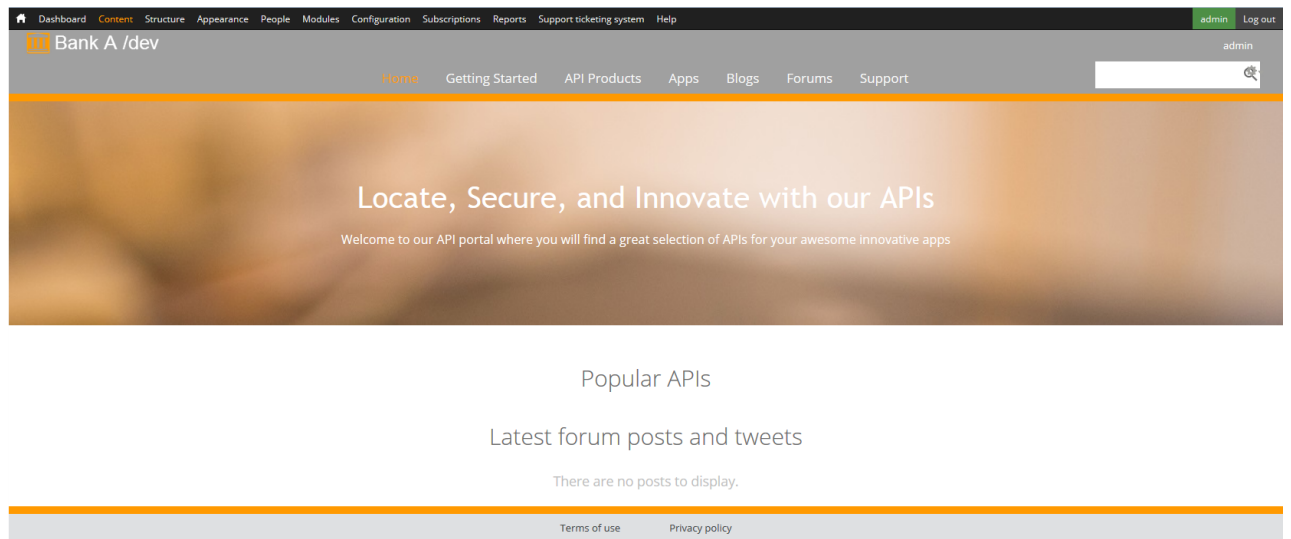 Dashboard Content Structure Appearance People Modules Configuration Subscriptions Reports Support ticketing system Help admin Log out
Bank A /dev
admin
Home Getting Started API Products Apps Blogs Forums Support
Locate, Secure, and Innovate with our APIs
Welcome to our API portal where you will find a great selection of APIs for your awesome innovative apps
Popular APIs
Latest forum posts and tweets
There are no posts to display.
Terms of use Privacy policy